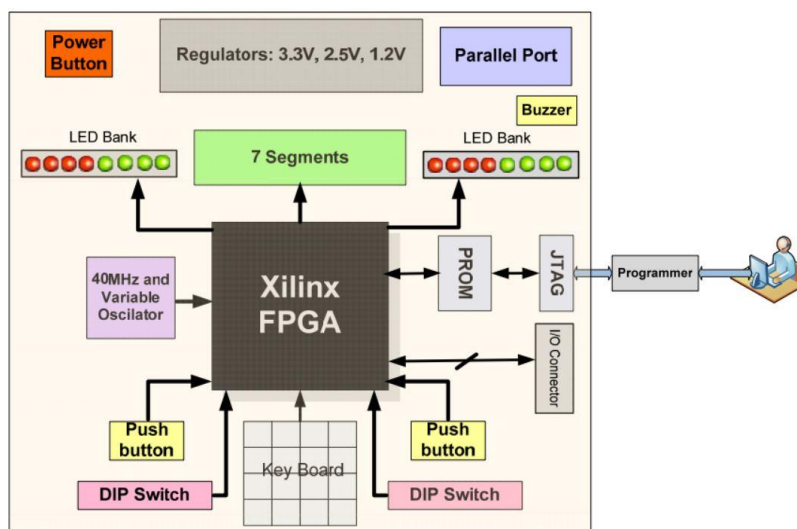 Power
Button
Regulators: 3.3V, 2.5V, 1.2V
Parallel Port
Buzzer
LED Bank
7 Segments
LED Bank
40MHz and
Variable
Oscilator
Xilinx
FPGA
PROM
JTAG
Programmer
I/O Connector
Push
button
Key Board
Push
button
DIP Switch
DIP Switch